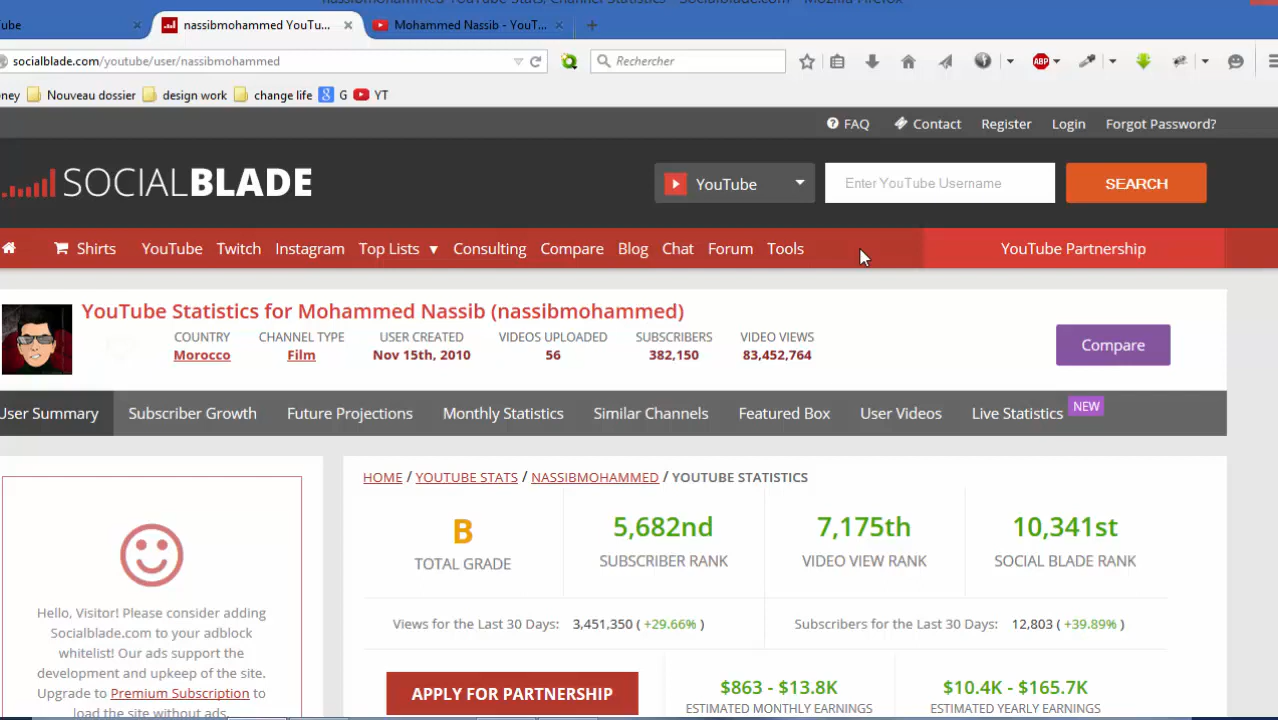 nassibmohammed YouTube Stats, Channel Statistics - Socialblade.com - Mozilla Firefox
ube × nassibmohammed YouTu... × Mohammed Nassib - YouT... × +
socialblade.com/youtube/user/nassibmohammed Rechercher ABP
ney Nouveau dossier design work change life G YT
FAQ Contact Register Login Forgot Password?
SOCIALBLADE YouTube Enter YouTube Username SEARCH
Shirts YouTube Twitch Instagram Top Lists ▼ Consulting Compare Blog Chat Forum Tools YouTube Partnership
YouTube Statistics for Mohammed Nassib (nassibmohammed)
COUNTRY CHANNEL TYPE USER CREATED VIDEOS UPLOADED SUBSCRIBERS VIDEO VIEWS
Morocco Film Nov 15th, 2010 56 382,150 83,452,764
Compare
User Summary Subscriber Growth Future Projections Monthly Statistics Similar Channels Featured Box User Videos Live Statistics NEW
HOME / YOUTUBE STATS / NASSIBMOHAMMED / YOUTUBE STATISTICS
B 5,682nd 7,175th 10,341st
TOTAL GRADE SUBSCRIBER RANK VIDEO VIEW RANK SOCIAL BLADE RANK
Views for the Last 30 Days: 3,451,350 ( +29.66% ) Subscribers for the Last 30 Days: 12,803 ( +39.89% )
APPLY FOR PARTNERSHIP $863 - $13.8K $10.4K - $165.7K
ESTIMATED MONTHLY EARNINGS ESTIMATED YEARLY EARNINGS
Hello, Visitor! Please consider adding
Socialblade.com to your adblock
whitelist! Our ads support the
development and upkeep of the site.
Upgrade to Premium Subscription to
load the site without ads.